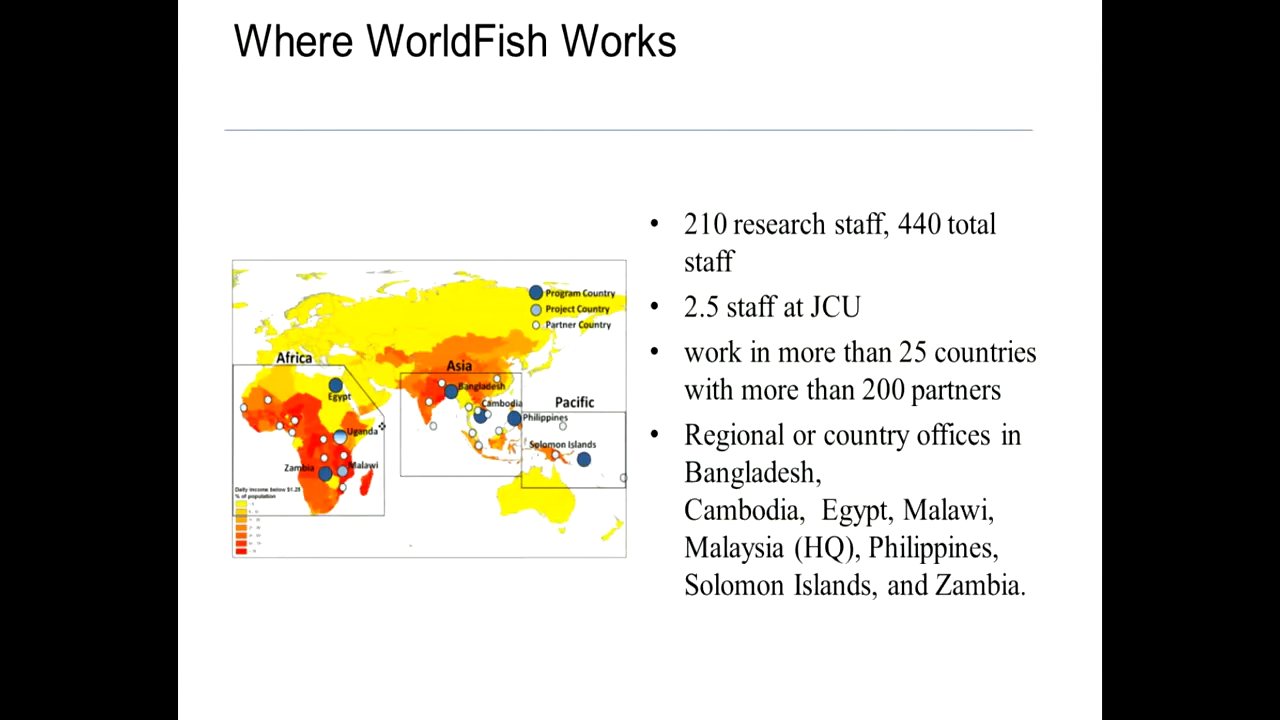 Where WorldFish Works
Program Country
Project Country
Partner Country
Africa
Asia
Bangladesh
Egypt
Cambodia
Pacific
Philippines
Uganda
Solomon Islands
Zambia
Malawi
Daily income below $1.25
% of population
• 210 research staff, 440 total
staff
• 2.5 staff at JCU
• work in more than 25 countries
with more than 200 partners
• Regional or country offices in
Bangladesh,
Cambodia, Egypt, Malawi,
Malaysia (HQ), Philippines,
Solomon Islands, and Zambia.